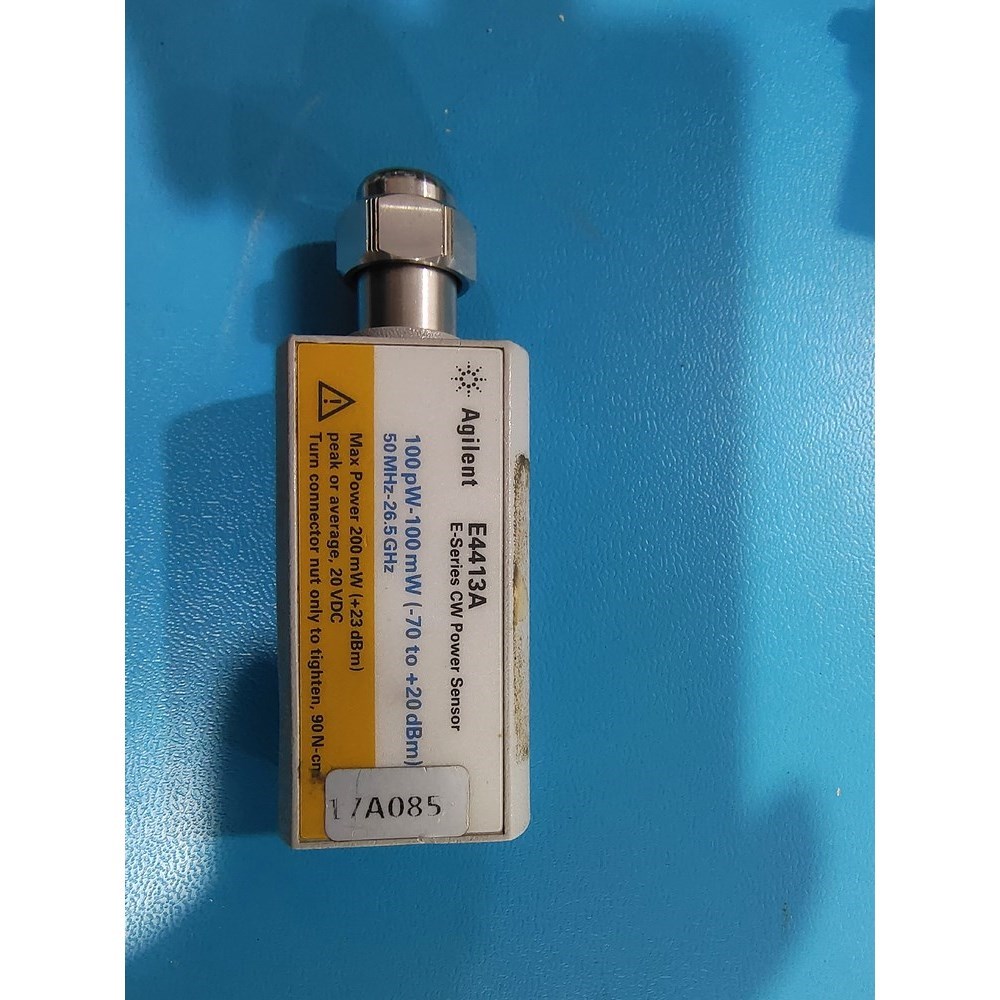 Agilent E4413A
E-Series CW Power Sensor
100 pW-100 mW (-70 to +20 dBm)
50 MHz-26.5 GHz
Max Power 200 mW (+23 dBm)
peak or average, 20 VDC
Turn connector nut only to tighten, 90 N-cm
17A085